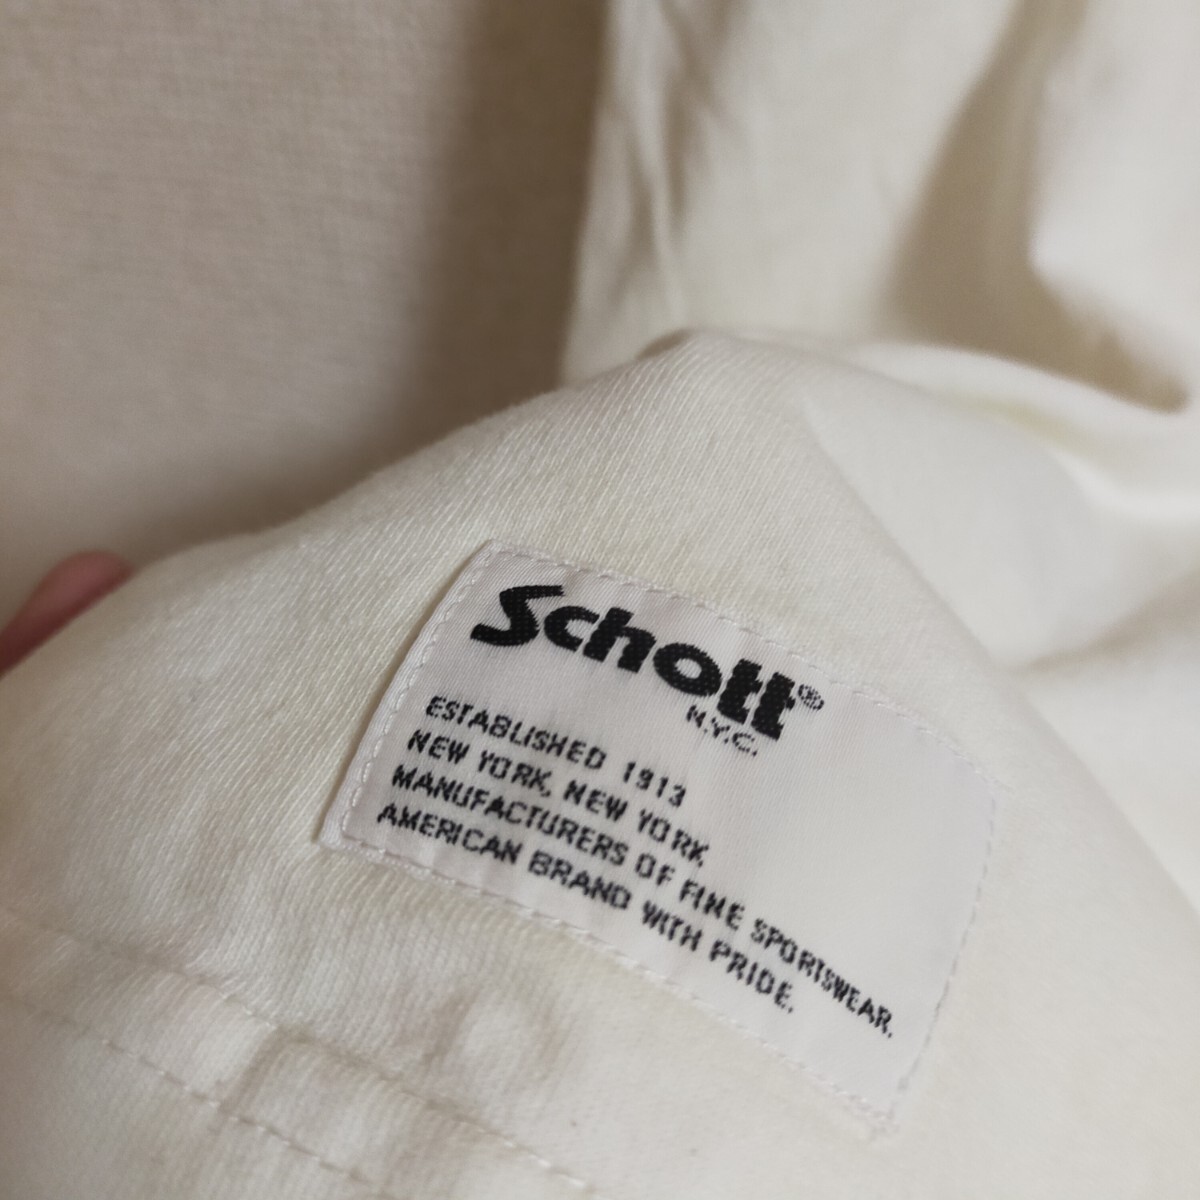 Schott®
N.Y.C.
ESTABLISHED 1913
NEW YORK, NEW YORK
MANUFACTURERS OF FINE SPORTSWEAR.
AMERICAN BRAND WITH PRIDE.